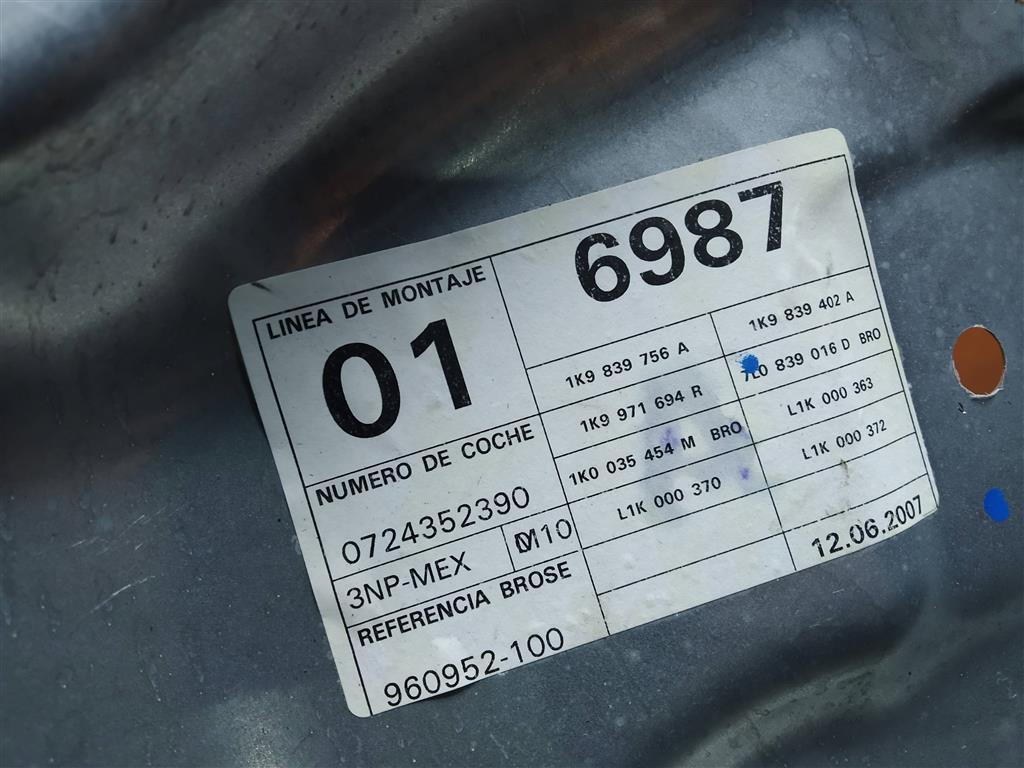 LINEA DE MONTAJE
01
6987
NUMERO DE COCHE
0724352390
3NP-MEX
M10
REFERENCIA BROSE
960952-100
1K9 839 756 A
1K9 839 402 A
1K9 971 694 R
7L0 839 016 D BRO
1K0 035 454 M BRO
L1K 000 363
L1K 000 370
L1K 000 372
12.06.2007